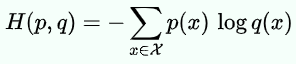 H(p, q) = − ∑_{x∈𝒳} p(x) log q(x)